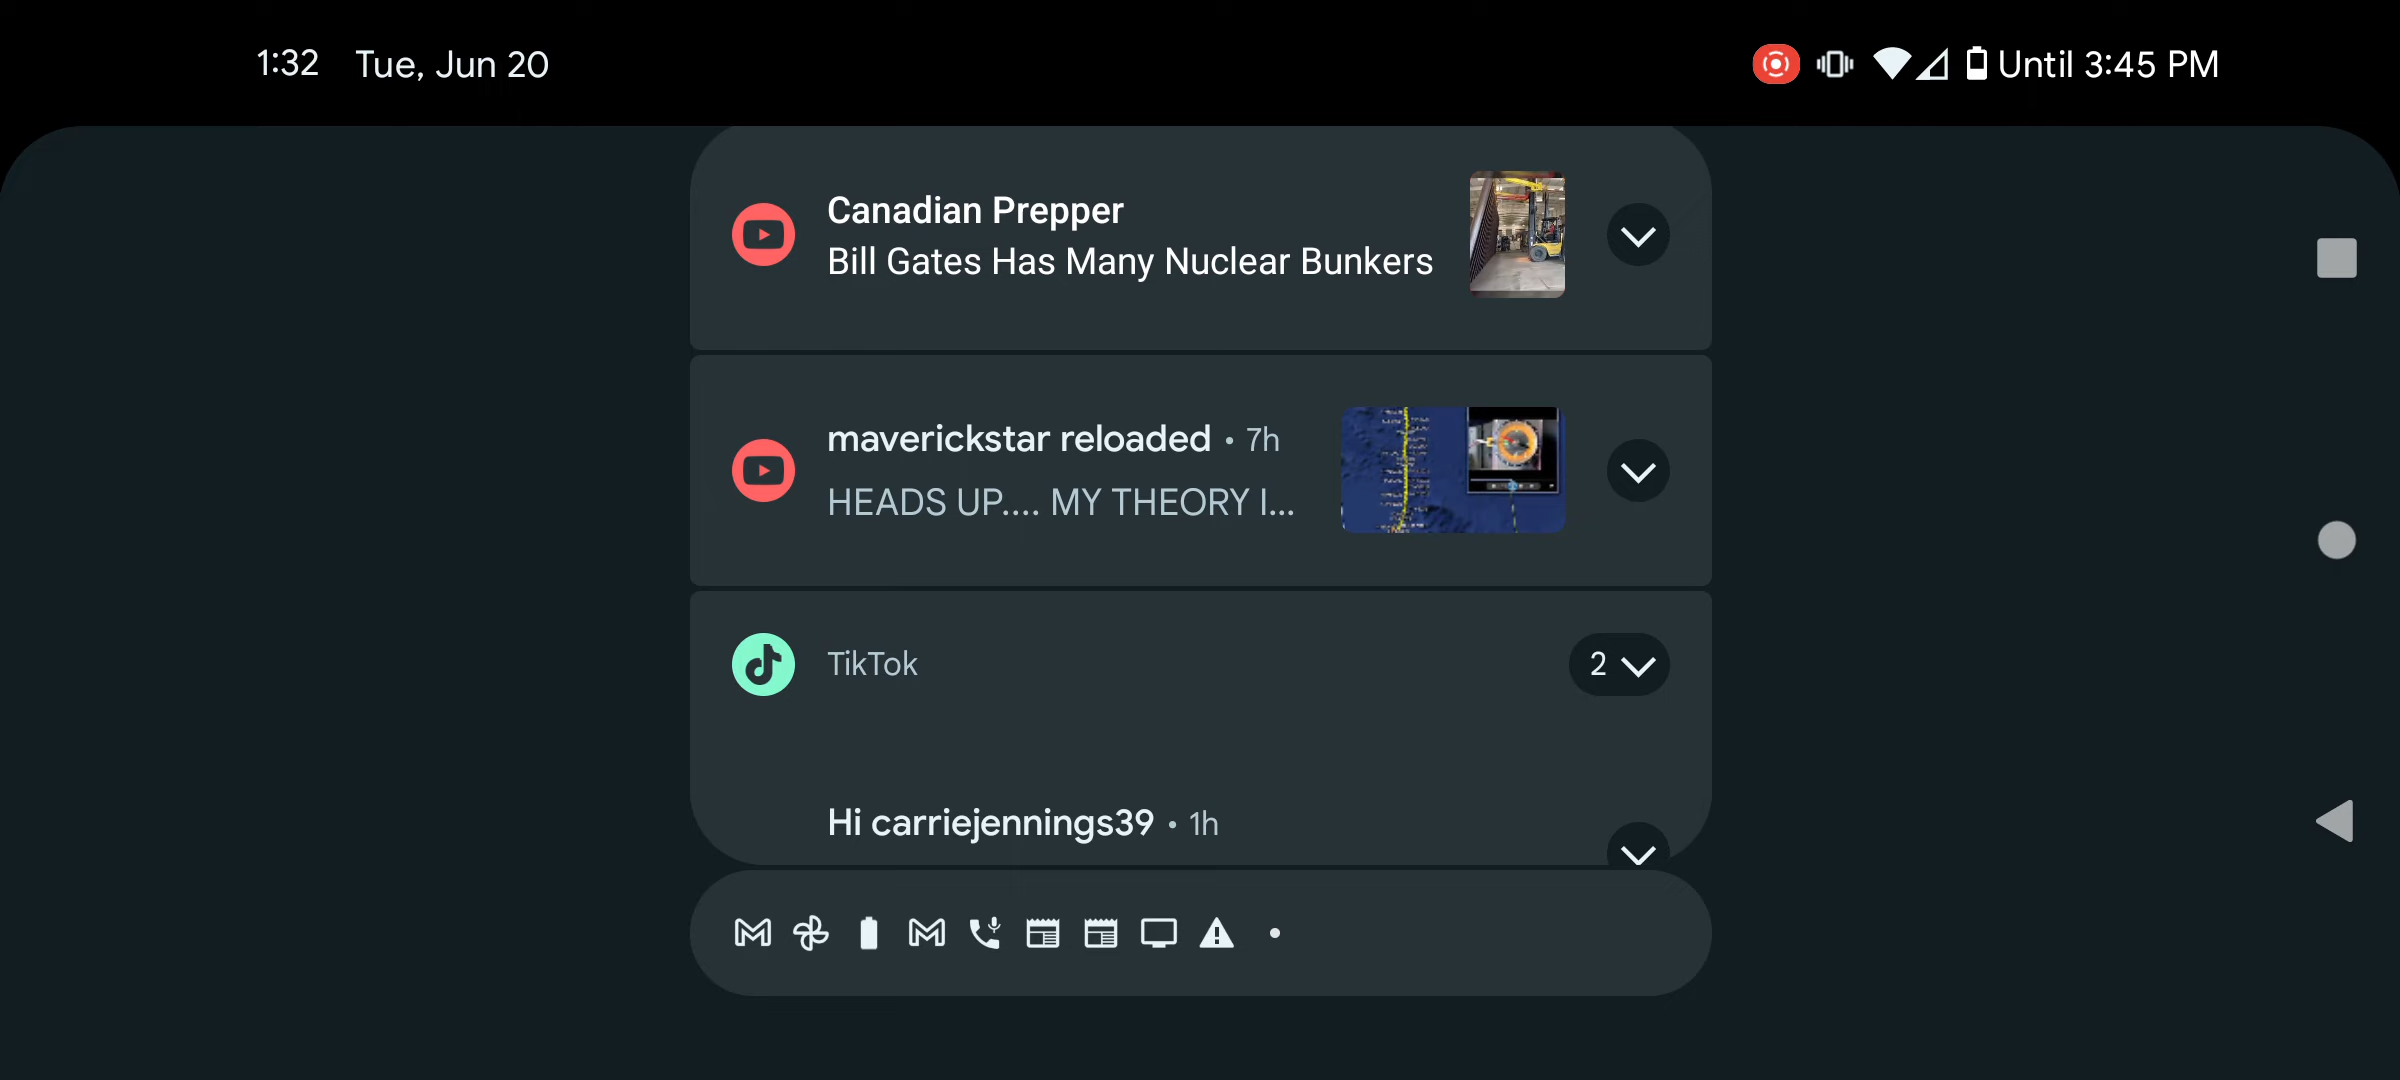 1:32 Tue, Jun 20 Until 3:45 PM
Canadian Prepper
Bill Gates Has Many Nuclear Bunkers
maverickstar reloaded • 7h
HEADS UP.... MY THEORY I...
TikTok 2
Hi carriejennings39 • 1h